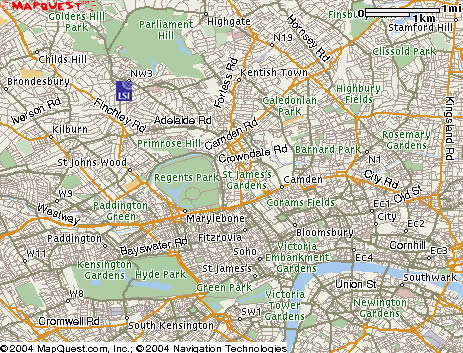 MAPQUEST
0 1mi
1km
Golders Hill Park
Highgate
Parliament Hill
Finsb
Stamford Hill
Hornsey Rd
N19
Clissold Park
Childs Hill
Nw3
Fortess Rd
Kentish Town
Brondesbury
LSI
Highbury Fields
Finchley Rd
Caledonian Park
Kingsland Rd
Iverson Rd
Adelaide Rd
Kilburn
Camden Rd
Rosemary Gardens
Primrose Hill
Crowndale Rd
Barnard Park
N1
St Johns Wood
Regents Park
St James's Gardens
Camden
City Rd
Old St
W9
Paddington Green
Corams Fields
Ec1
Westway
Marylebone
City
Ec2
Paddington
Fitzrovia
Bloomsbury
Bayswater Rd
Cornhill
W11
Soho
Victoria Embankment Gardens
Ec4
Ec3
Kensington Gardens
Hyde Park
St Jamesis
Southwark
Green Park
Union St
W8
Victoria Tower Gardens
Newington Gardens
Cromwell Rd
SW1
South Kensington
©2004 MapQuest.com, Inc.; ©2004 Navigation Technologies